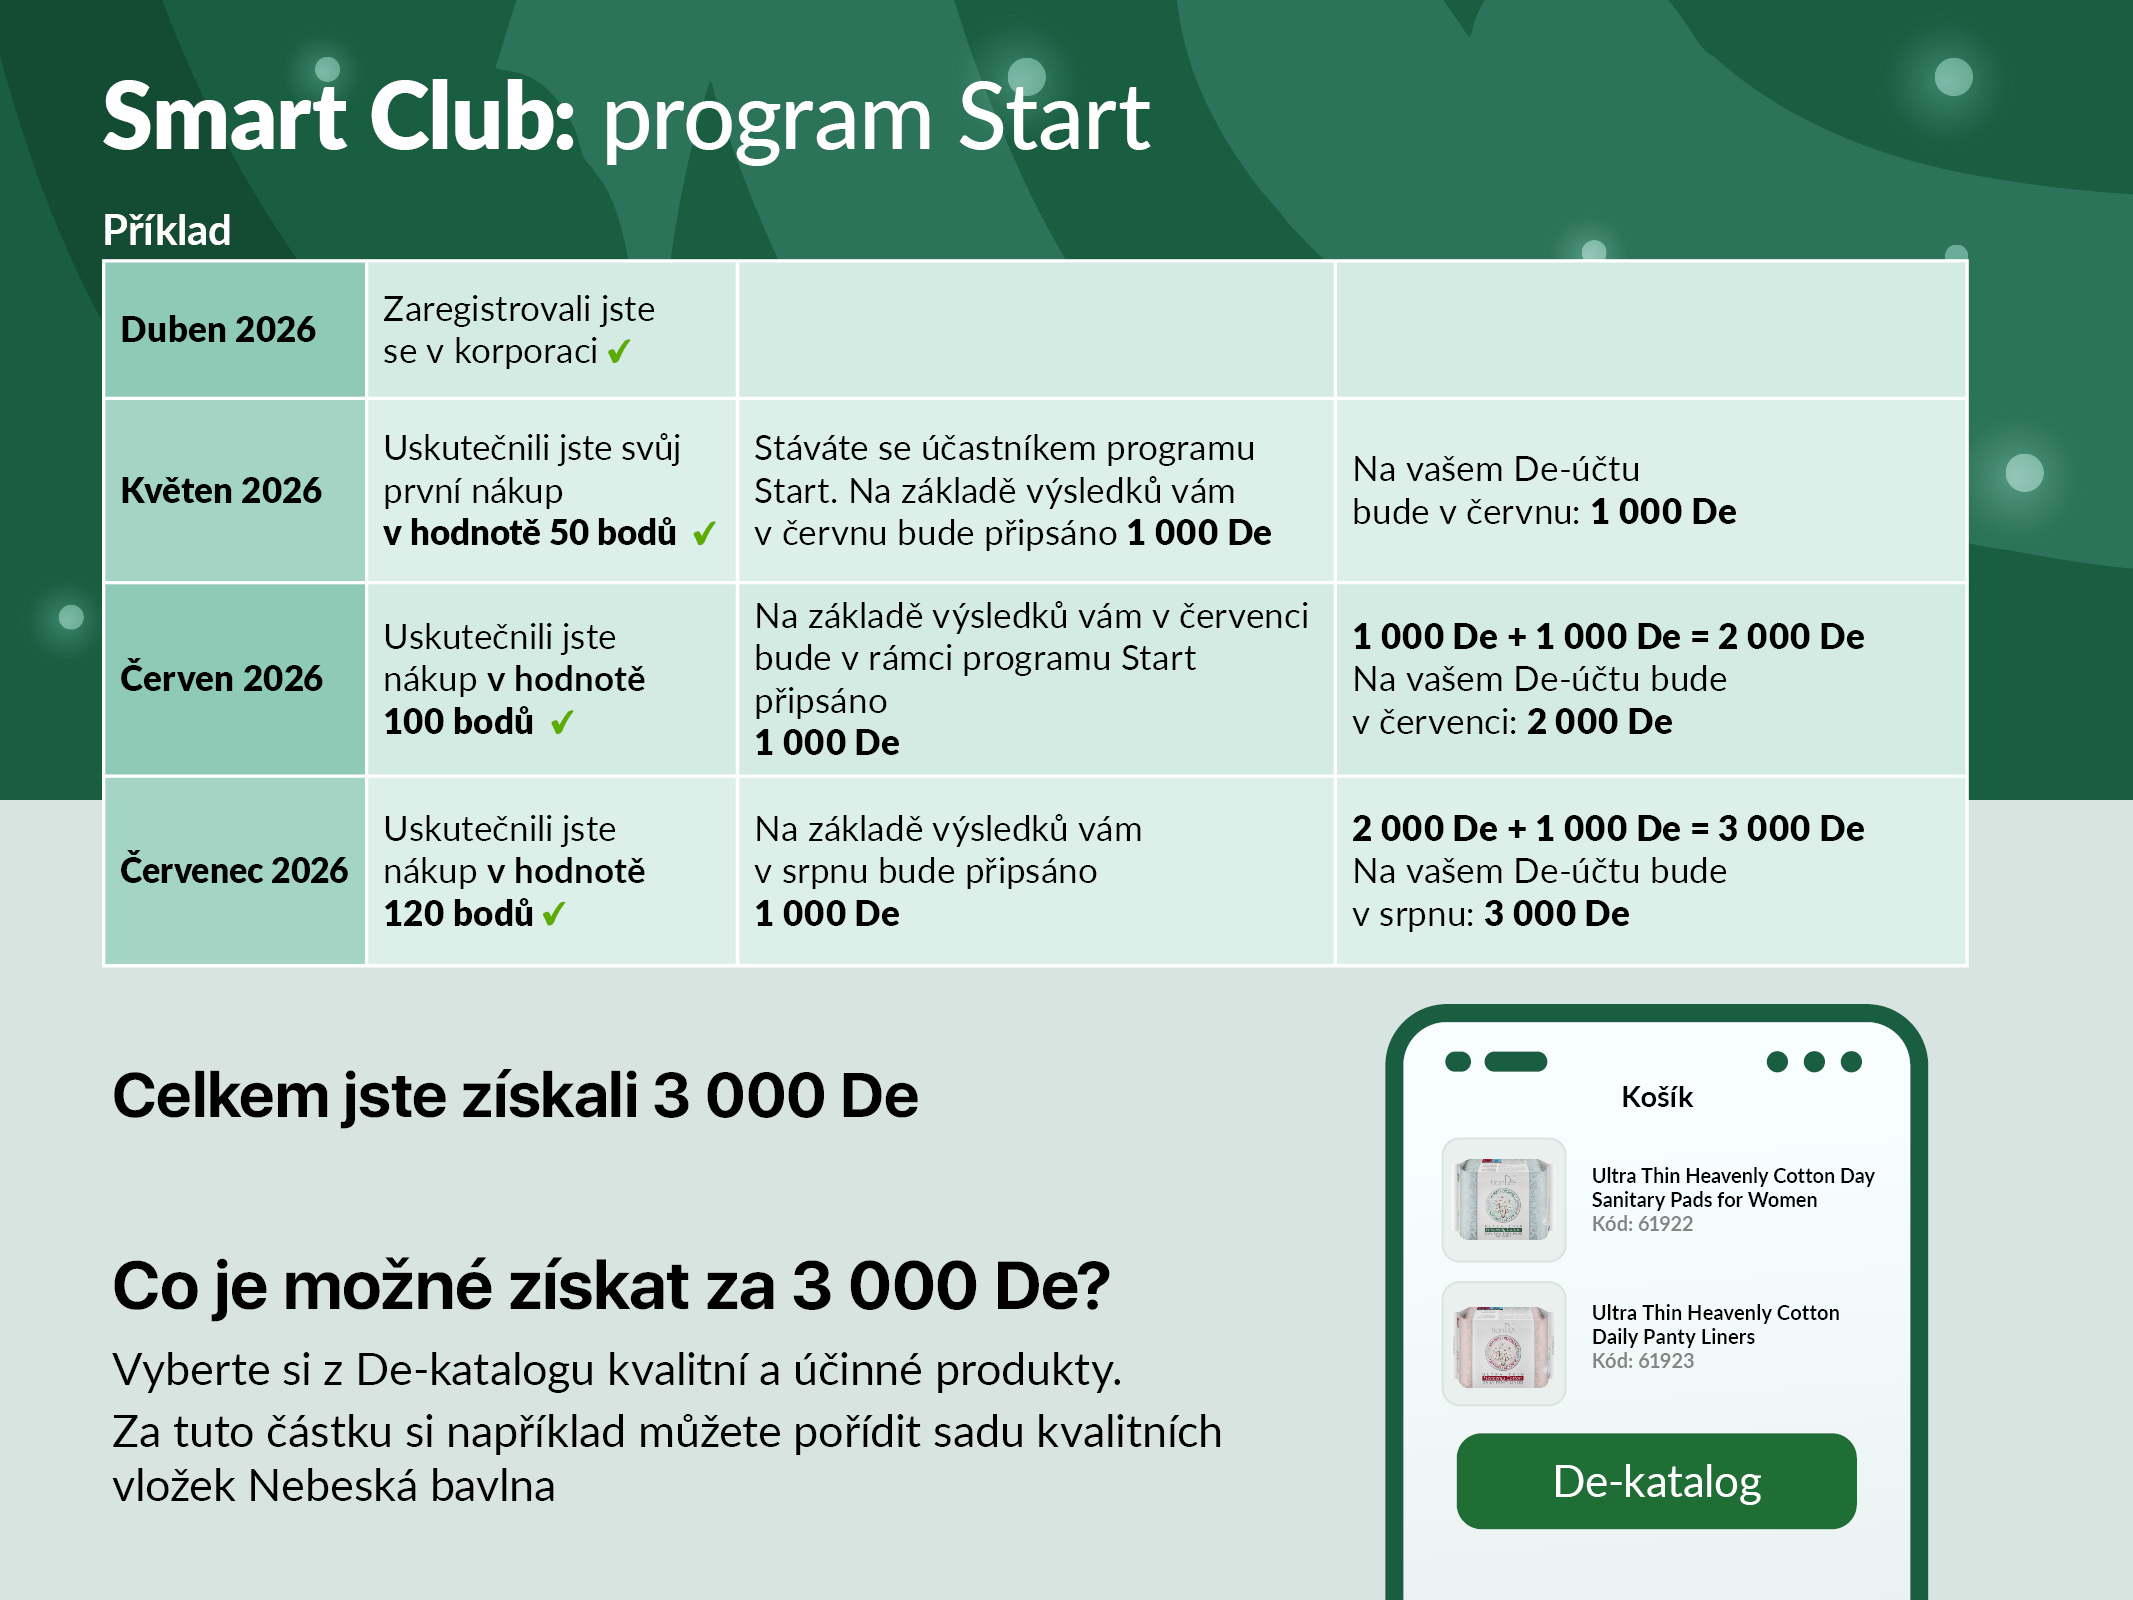 Smart Club: program Start
Příklad
Duben 2026
Zaregistrovali jste
se v korporaci ✔
Květen 2026
Uskutečnili jste svůj
první nákup
v hodnotě 50 bodů ✔
Stáváte se účastníkem programu
Start. Na základě výsledků vám
v červnu bude připsáno 1 000 De
Na vašem De-účtu
bude v červnu: 1 000 De
Červen 2026
Uskutečnili jste
nákup v hodnotě
100 bodů ✔
Na základě výsledků vám v červenci
bude v rámci programu Start
připsáno
1 000 De
1 000 De + 1 000 De = 2 000 De
Na vašem De-účtu bude
v červenci: 2 000 De
Červenec 2026
Uskutečnili jste
nákup v hodnotě
120 bodů ✔
Na základě výsledků vám
v srpnu bude připsáno
1 000 De
2 000 De + 1 000 De = 3 000 De
Na vašem De-účtu bude
v srpnu: 3 000 De
Celkem jste získali 3 000 De
Co je možné získat za 3 000 De?
Vyberte si z De-katalogu kvalitní a účinné produkty.
Za tuto částku si například můžete pořídit sadu kvalitních
vložek Nebeská bavlna
Košík
Ultra Thin Heavenly Cotton Day
Sanitary Pads for Women
Kód: 61922
Ultra Thin Heavenly Cotton
Daily Panty Liners
Kód: 61923
De-katalog